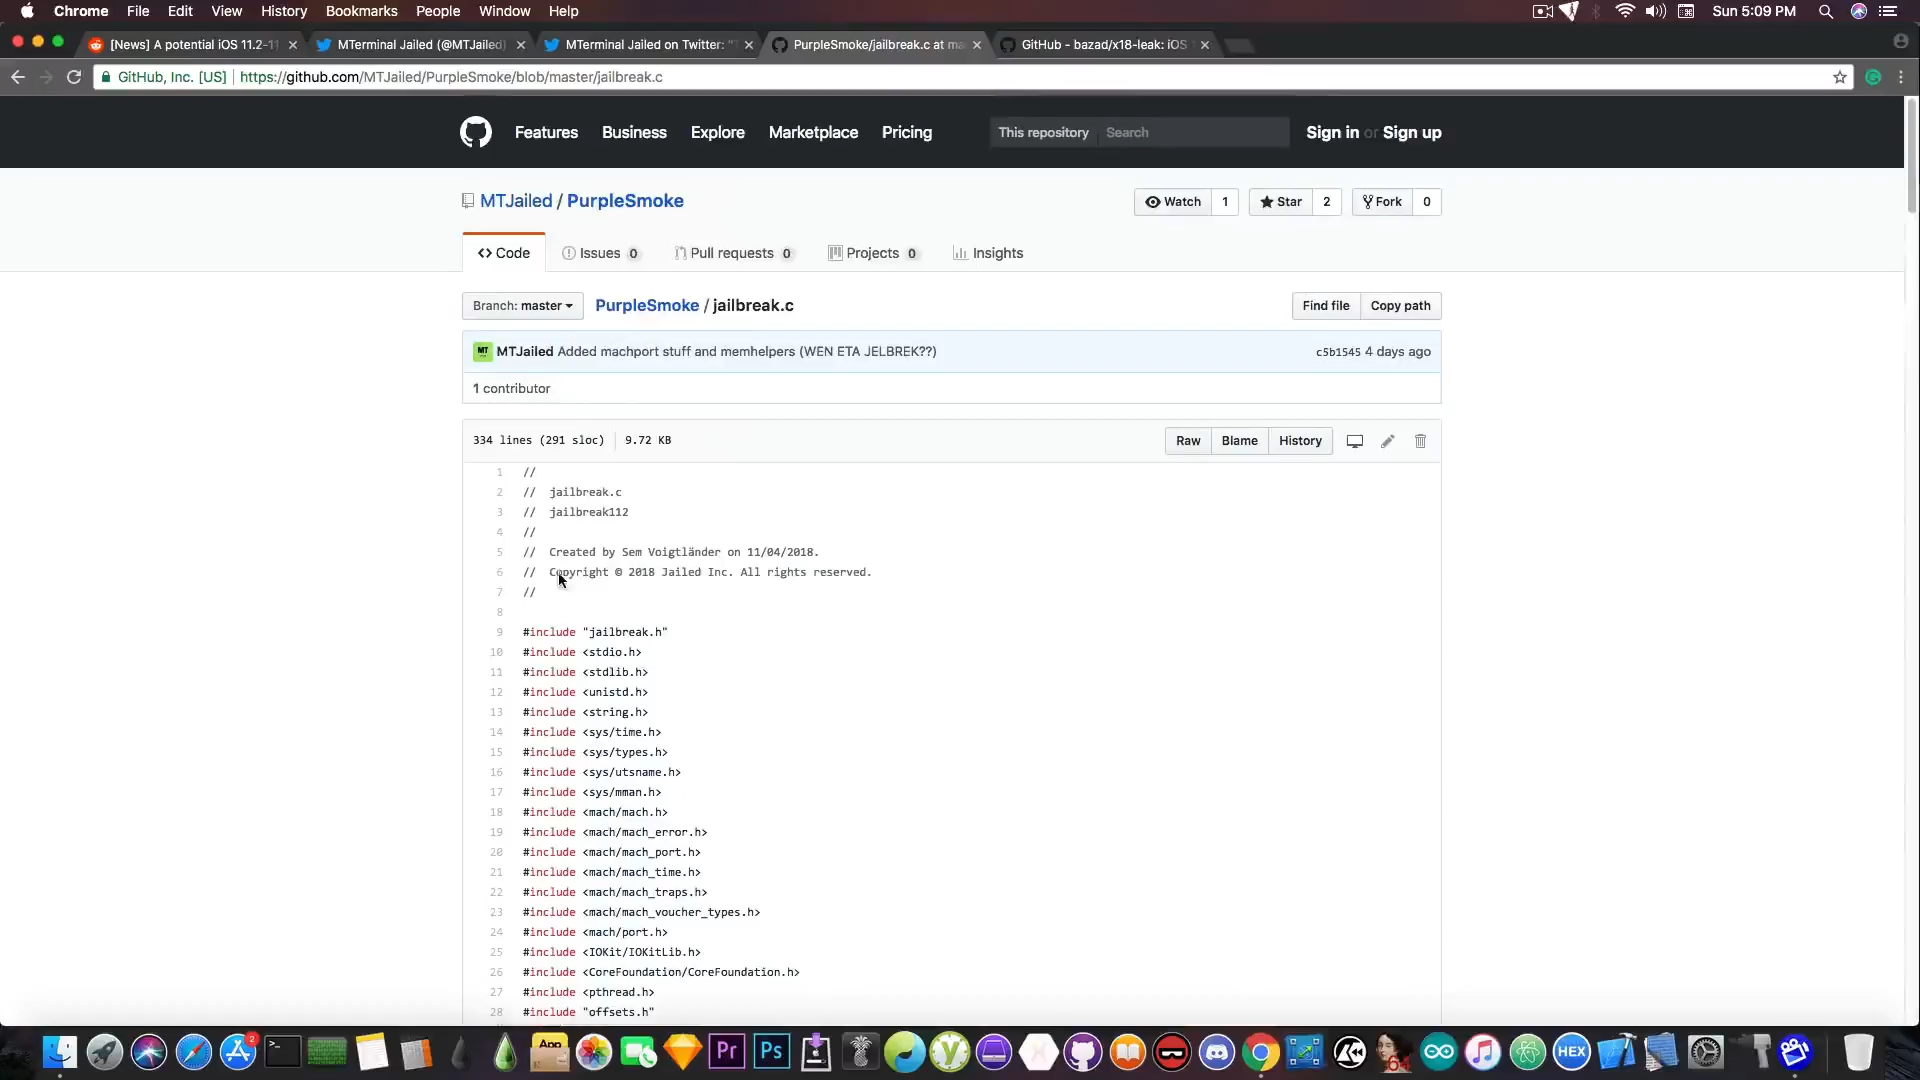 Chrome File Edit View History Bookmarks People Window Help Sun 5:09 PM
[News] A potential iOS 11.2-11 MTerminal Jailed (@MTJailed) MTerminal Jailed on Twitter: " PurpleSmoke/jailbreak.c at ma GitHub - bazad/x18-leak: iOS
GitHub, Inc. [US] https://github.com/MTJailed/PurpleSmoke/blob/master/jailbreak.c
Features Business Explore Marketplace Pricing This repository Search Sign in or Sign up
MTJailed / PurpleSmoke Watch 1 Star 2 Fork 0
Code Issues 0 Pull requests 0 Projects 0 Insights
Branch: master PurpleSmoke / jailbreak.c Find file Copy path
MT MTJailed Added machport stuff and memhelpers (WEN ETA JELBREK??) c5b1545 4 days ago
1 contributor
334 lines (291 sloc) 9.72 KB Raw Blame History
1 //
2 // jailbreak.c
3 // jailbreak112
4 //
5 // Created by Sem Voigtländer on 11/04/2018.
6 // Copyright © 2018 Jailed Inc. All rights reserved.
7 //
8
9 #include "jailbreak.h"
10 #include <stdio.h>
11 #include <stdlib.h>
12 #include <unistd.h>
13 #include <string.h>
14 #include <sys/time.h>
15 #include <sys/types.h>
16 #include <sys/utsname.h>
17 #include <sys/mman.h>
18 #include <mach/mach.h>
19 #include <mach/mach_error.h>
20 #include <mach/mach_port.h>
21 #include <mach/mach_time.h>
22 #include <mach/mach_traps.h>
23 #include <mach/mach_voucher_types.h>
24 #include <mach/port.h>
25 #include <IOKit/IOKitLib.h>
26 #include <CoreFoundation/CoreFoundation.h>
27 #include <pthread.h>
28 #include "offsets.h"
2 >_ App Pr Ps 64 HEX